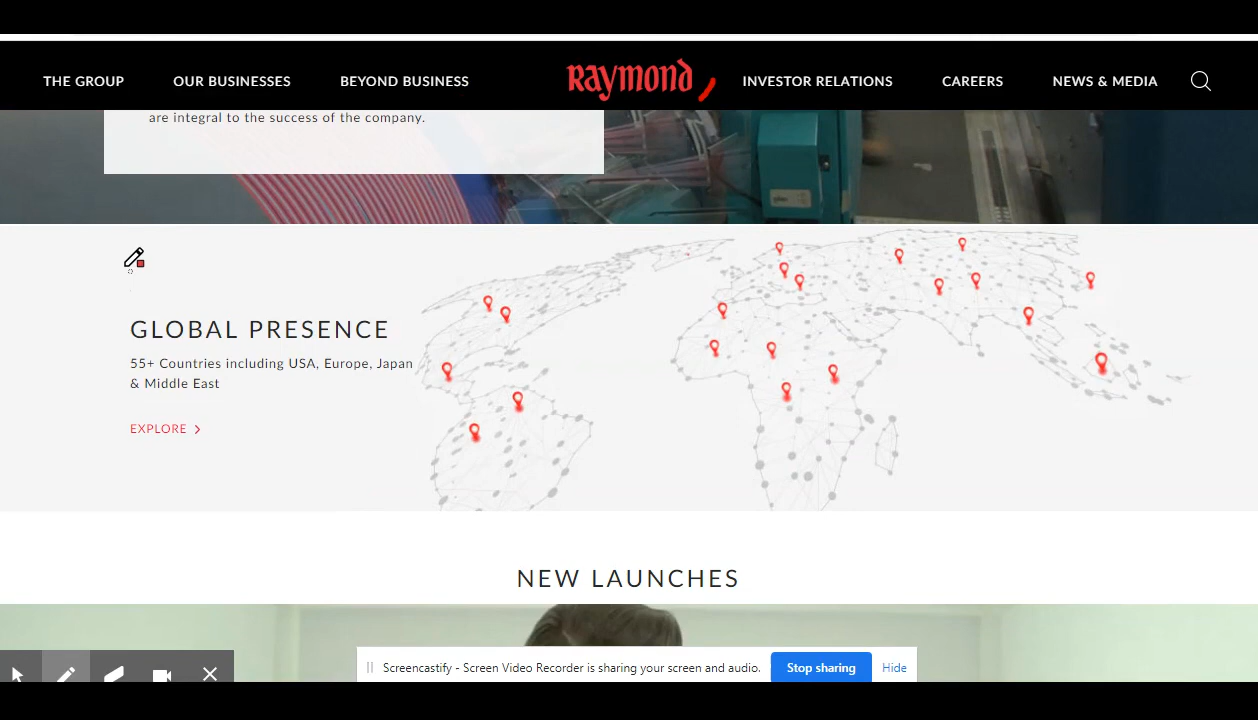 THE GROUP OUR BUSINESSES BEYOND BUSINESS Raymond INVESTOR RELATIONS CAREERS NEWS & MEDIA
are integral to the success of the company.
GLOBAL PRESENCE
55+ Countries including USA, Europe, Japan
& Middle East
EXPLORE >
NEW LAUNCHES
Screencastify - Screen Video Recorder is sharing your screen and audio. Stop sharing Hide